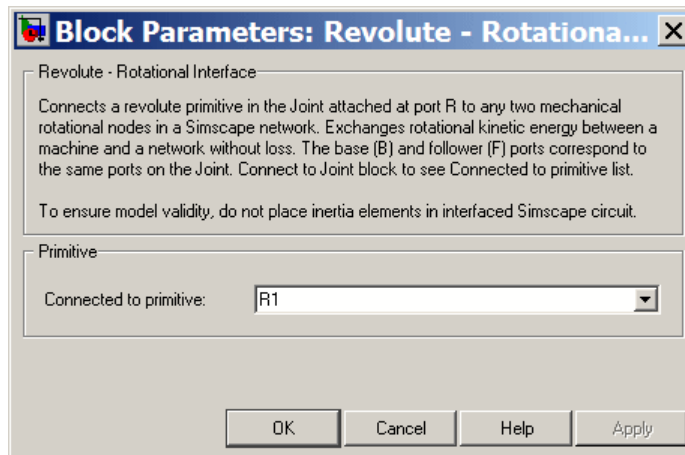 Block Parameters: Revolute - Rotationa...
Revolute - Rotational Interface
Connects a revolute primitive in the Joint attached at port R to any two mechanical
rotational nodes in a Simscape network. Exchanges rotational kinetic energy between a
machine and a network without loss. The base (B) and follower (F) ports correspond to
the same ports on the Joint. Connect to Joint block to see Connected to primitive list.
To ensure model validity, do not place inertia elements in interfaced Simscape circuit.
Primitive
Connected to primitive: R1
OK Cancel Help Apply